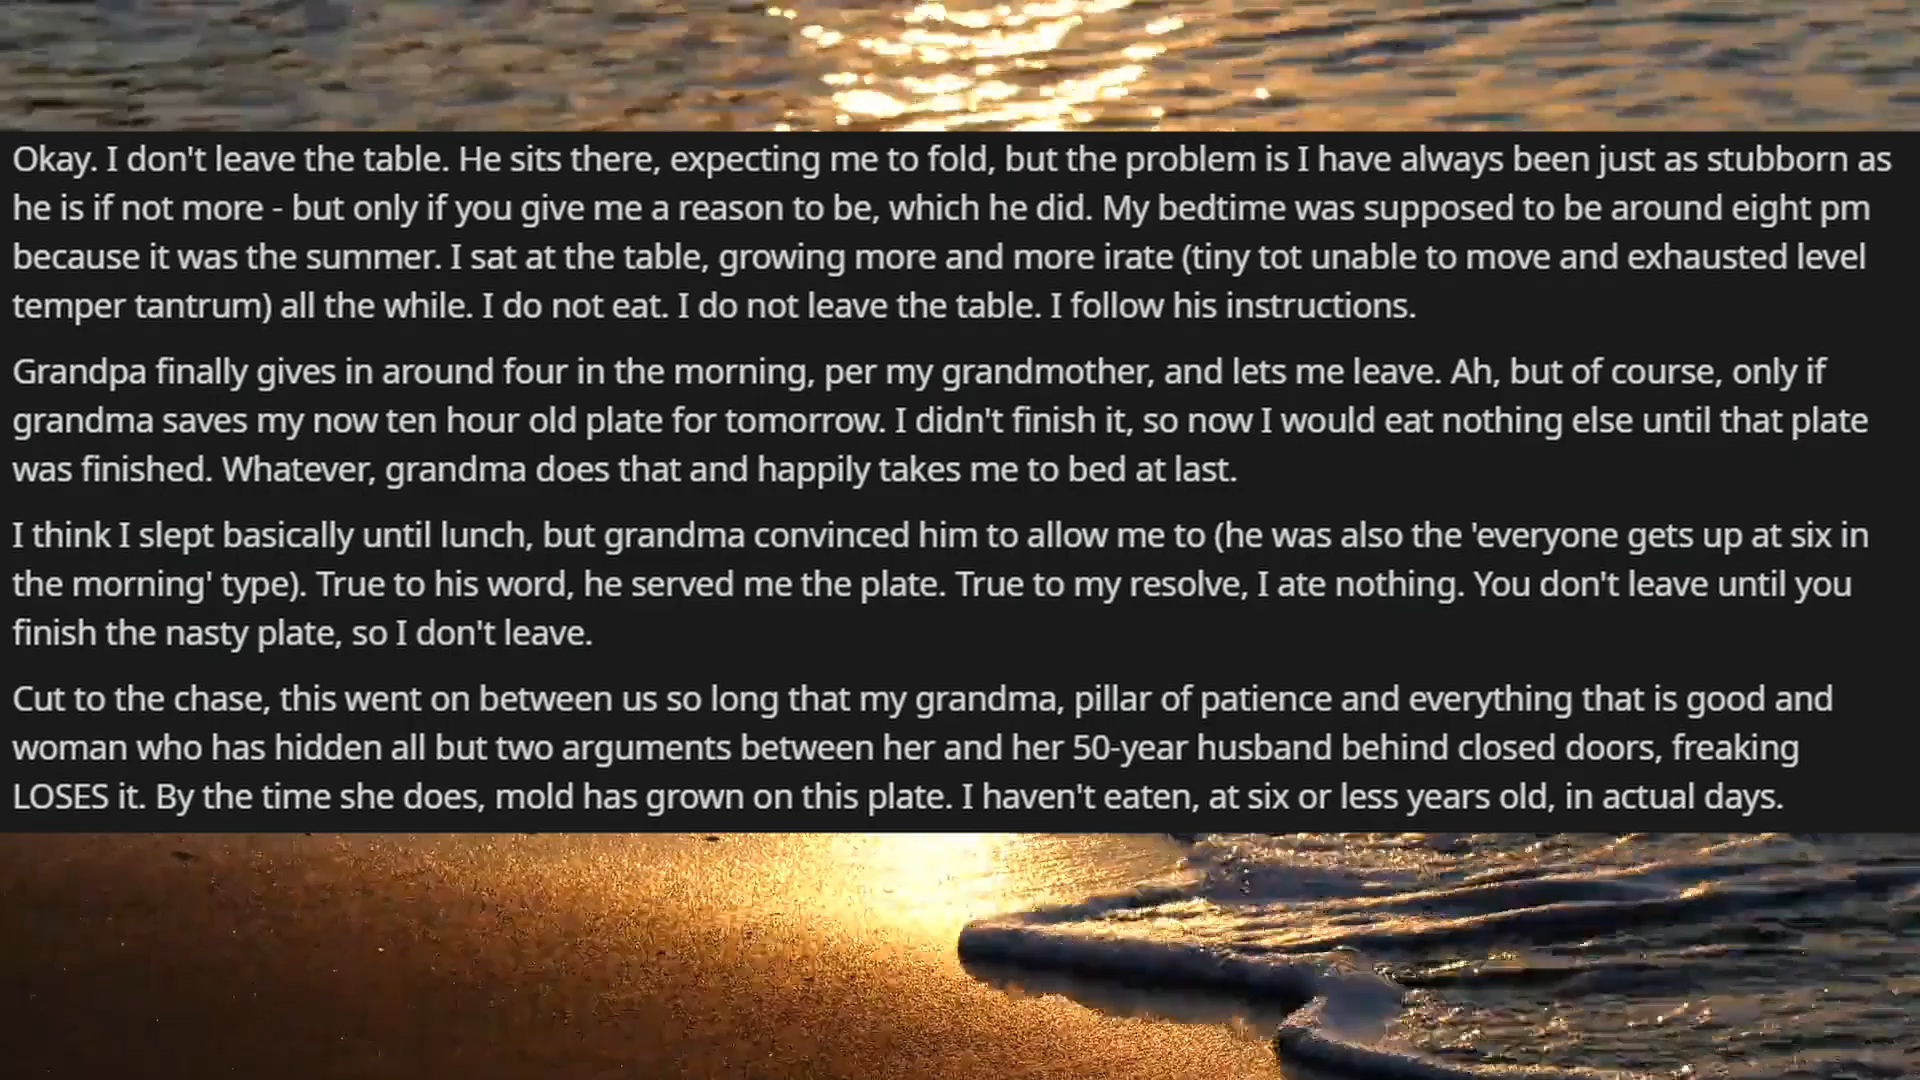 Okay. I don't leave the table. He sits there, expecting me to fold, but the problem is I have always been just as stubborn as
he is if not more - but only if you give me a reason to be, which he did. My bedtime was supposed to be around eight pm
because it was the summer. I sat at the table, growing more and more irate (tiny tot unable to move and exhausted level
temper tantrum) all the while. I do not eat. I do not leave the table. I follow his instructions.
Grandpa finally gives in around four in the morning, per my grandmother, and lets me leave. Ah, but of course, only if
grandma saves my now ten hour old plate for tomorrow. I didn't finish it, so now I would eat nothing else until that plate
was finished. Whatever, grandma does that and happily takes me to bed at last.
I think I slept basically until lunch, but grandma convinced him to allow me to (he was also the 'everyone gets up at six in
the morning' type). True to his word, he served me the plate. True to my resolve, I ate nothing. You don't leave until you
finish the nasty plate, so I don't leave.
Cut to the chase, this went on between us so long that my grandma, pillar of patience and everything that is good and
woman who has hidden all but two arguments between her and her 50-year husband behind closed doors, freaking
LOSES it. By the time she does, mold has grown on this plate. I haven't eaten, at six or less years old, in actual days.